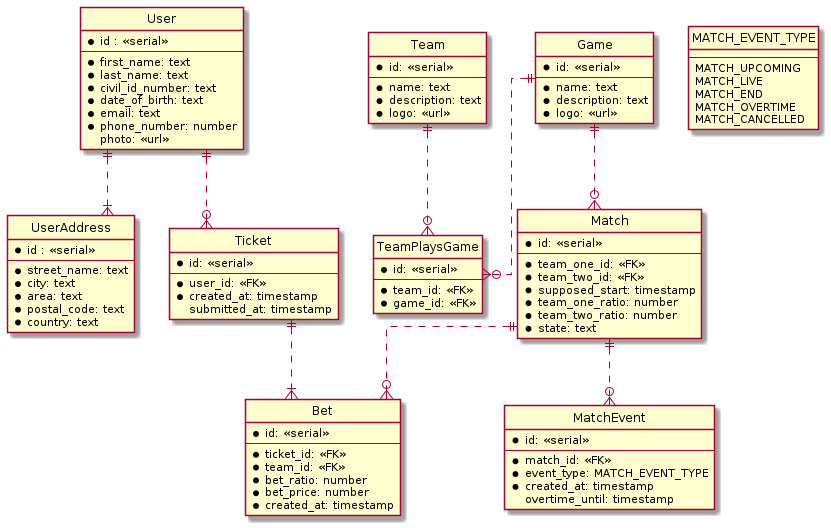 User
id : «serial»
first_name: text
last_name: text
civil_id_number: text
date_of_birth: text
email: text
phone_number: number
photo: «url»
Team
id: «serial»
name: text
description: text
logo: «url»
Game
id: «serial»
name: text
description: text
logo: «url»
MATCH_EVENT_TYPE
MATCH_UPCOMING
MATCH_LIVE
MATCH_END
MATCH_OVERTIME
MATCH_CANCELLED
UserAddress
id : «serial»
street_name: text
city: text
area: text
postal_code: text
country: text
Ticket
id: «serial»
user_id: «FK»
created_at: timestamp
submitted_at: timestamp
TeamPlaysGame
id: «serial»
team_id: «FK»
game_id: «FK»
Match
id: «serial»
team_one_id: «FK»
team_two_id: «FK»
supposed_start: timestamp
team_one_ratio: number
team_two_ratio: number
state: text
Bet
id: «serial»
ticket_id: «FK»
team_id: «FK»
bet_ratio: number
bet_price: number
created_at: timestamp
MatchEvent
id: «serial»
match_id: «FK»
event_type: MATCH_EVENT_TYPE
created_at: timestamp
overtime_until: timestamp